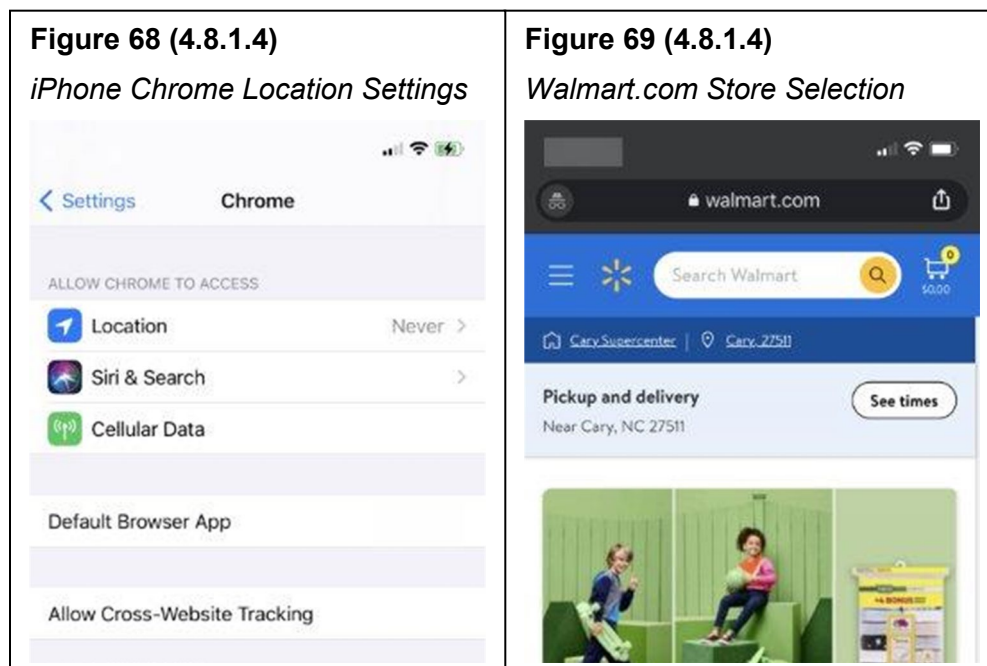 Figure 68 (4.8.1.4)
iPhone Chrome Location Settings
Settings
Chrome
ALLOW CHROME TO ACCESS
Location
Never
Siri & Search
Cellular Data
Default Browser App
Allow Cross-Website Tracking
Figure 69 (4.8.1.4)
Walmart.com Store Selection
walmart.com
Search Walmart
0
$0.00
Cary Supercenter | Cary, 27511
Pickup and delivery
See times
Near Cary, NC 27511
BONUS